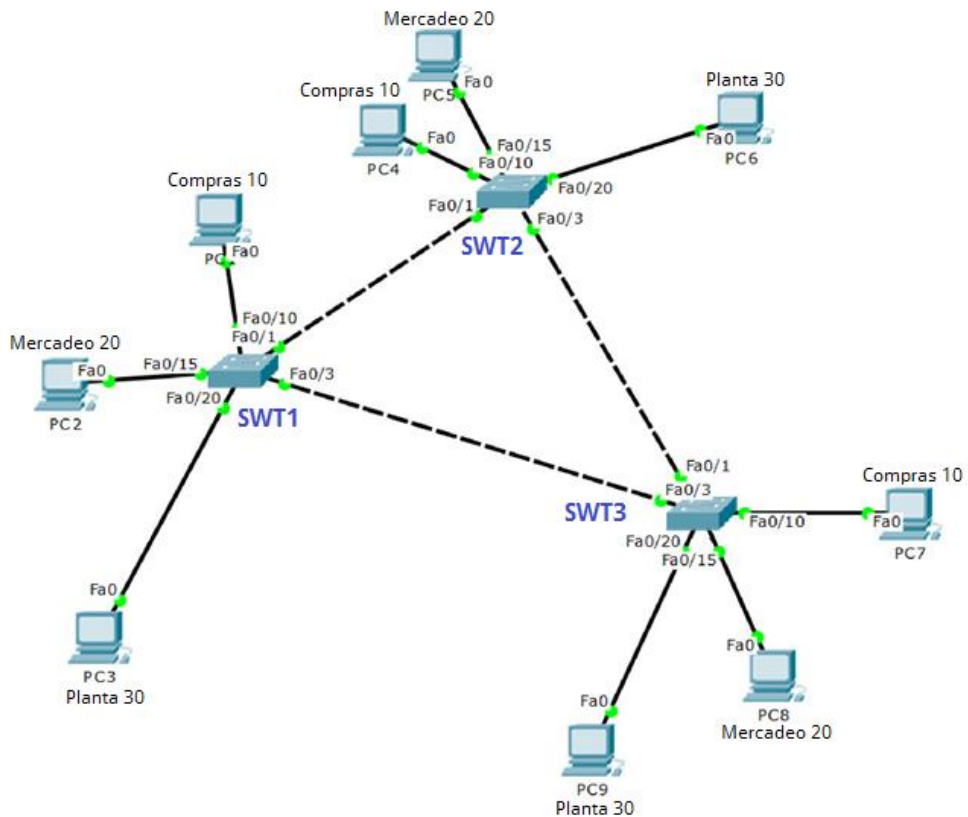 Mercadeo 20
Fa0
PC5
Compras 10
Fa0
PC4
Planta 30
Fa0
PC6
Fa0/15
Fa0/10
Fa0/20
Fa0/1
Fa0/3
SWT2
Compras 10
Fa0
Fa0/10
Fa0/1
Mercadeo 20
Fa0
PC2
Fa0/15
Fa0/3
Fa0/20
SWT1
Fa0
PC3
Planta 30
Fa0/1
Fa0/3
SWT3
Compras 10
Fa0/10
Fa0
PC7
Fa0/20
Fa0/15
Fa0
PC8
Mercadeo 20
Fa0
PC9
Planta 30